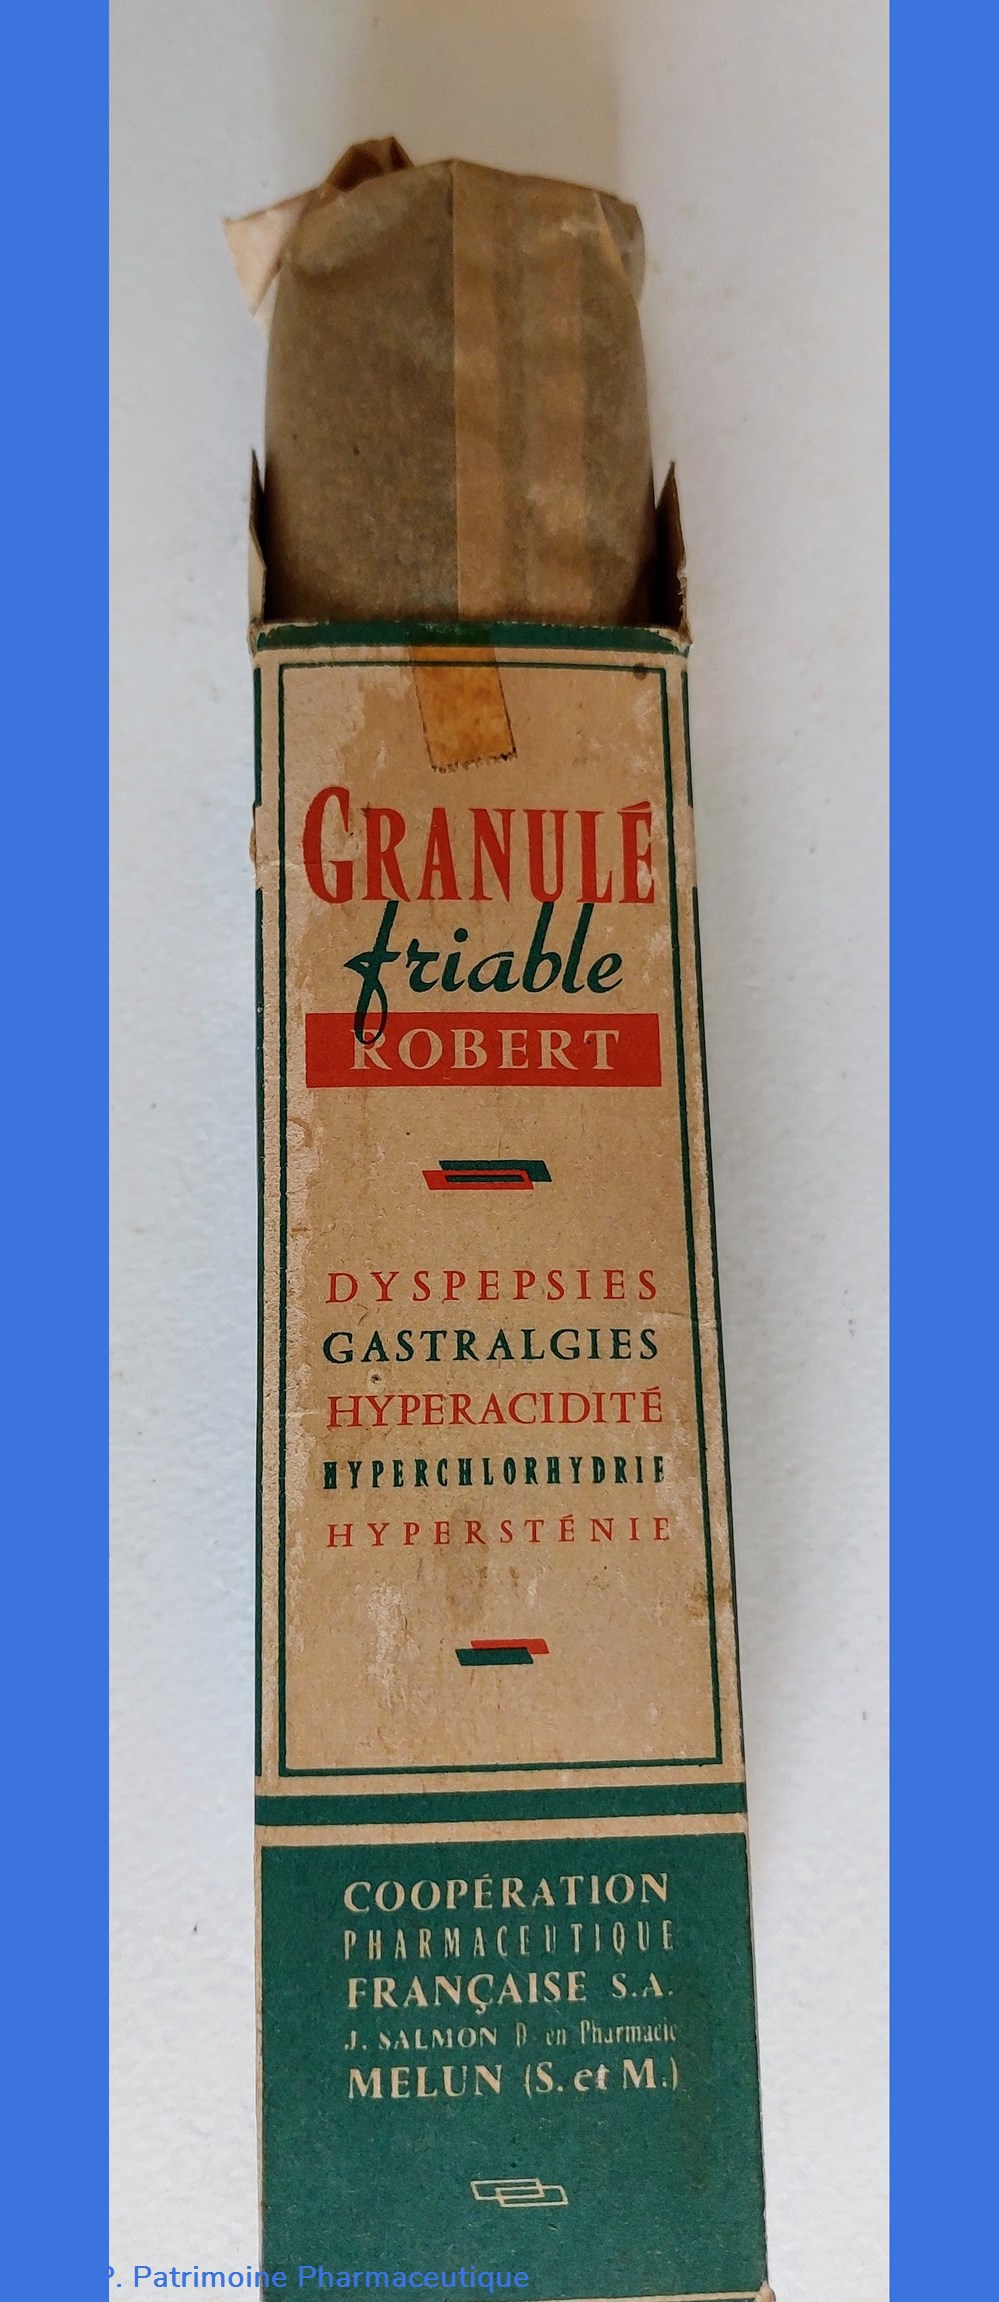 GRANULÉ
friable
ROBERT
DYSPEPSIES
GASTRALGIES
HYPERACIDITÉ
HYPERCHLORHYDRIE
HYPERSTÉNIE
COOPÉRATION
PHARMACEUTIQUE
FRANÇAISE S.A.
J. SALMON D en Pharmacie
MELUN (S. et M.)
P. Patrimoine Pharmaceutique